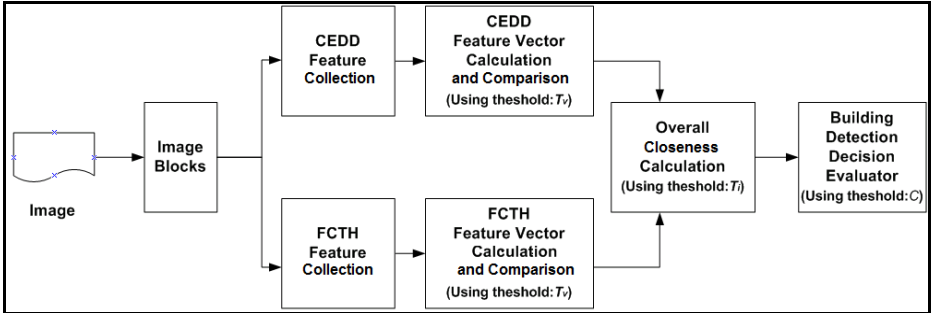 Image
Image
Blocks
CEDD
Feature
Collection
CEDD
Feature Vector
Calculation
and Comparison
(Using theshold:Tv)
FCTH
Feature
Collection
FCTH
Feature Vector
Calculation
and Comparison
(Using theshold:Tv)
Overall
Closeness
Calculation
(Using theshold:Ti)
Building
Detection
Decision
Evaluator
(Using theshold:C)